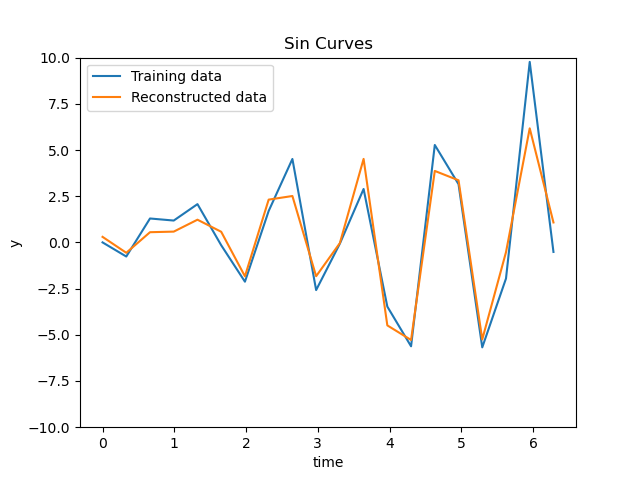 Sin Curves
Training data
Reconstructed data
10.0
7.5
5.0
2.5
0.0
−2.5
−5.0
−7.5
−10.0
y
0 1 2 3 4 5 6
time